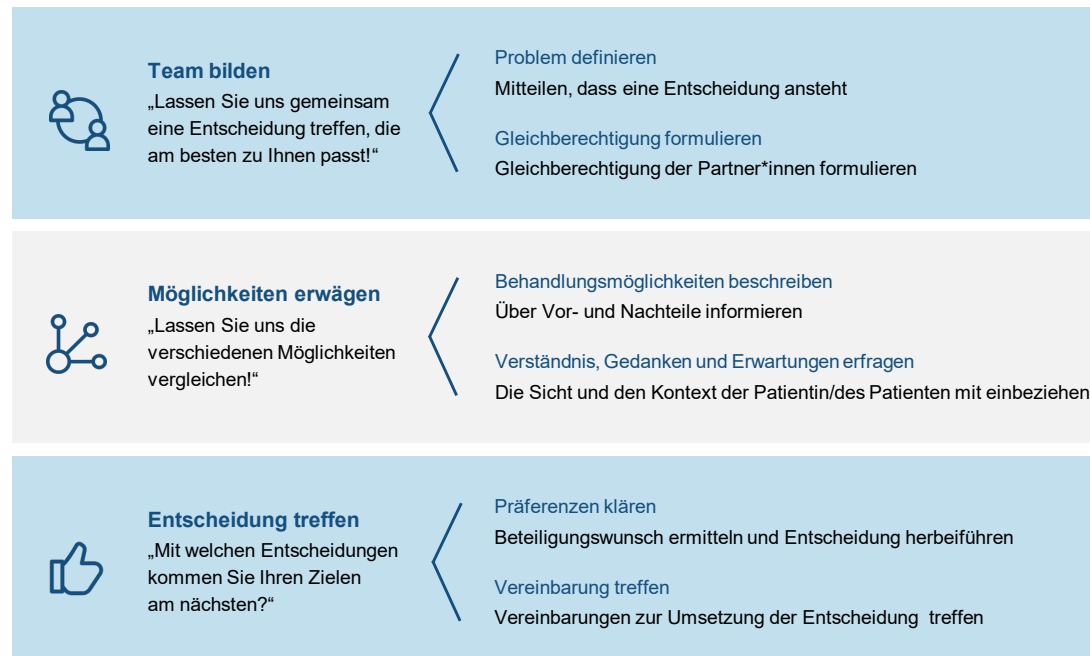 Team bilden
„Lassen Sie uns gemeinsam
eine Entscheidung treffen, die
am besten zu Ihnen passt!“
Problem definieren
Mitteilen, dass eine Entscheidung ansteht
Gleichberechtigung formulieren
Gleichberechtigung der Partner*innen formulieren
Möglichkeiten erwägen
„Lassen Sie uns die
verschiedenen Möglichkeiten
vergleichen!“
Behandlungsmöglichkeiten beschreiben
Über Vor- und Nachteile informieren
Verständnis, Gedanken und Erwartungen erfragen
Die Sicht und den Kontext der Patientin/des Patienten mit einbeziehen
Entscheidung treffen
„Mit welchen Entscheidungen
kommen Sie Ihren Zielen
am nächsten?“
Präferenzen klären
Beteiligungswunsch ermitteln und Entscheidung herbeiführen
Vereinbarung treffen
Vereinbarungen zur Umsetzung der Entscheidung treffen